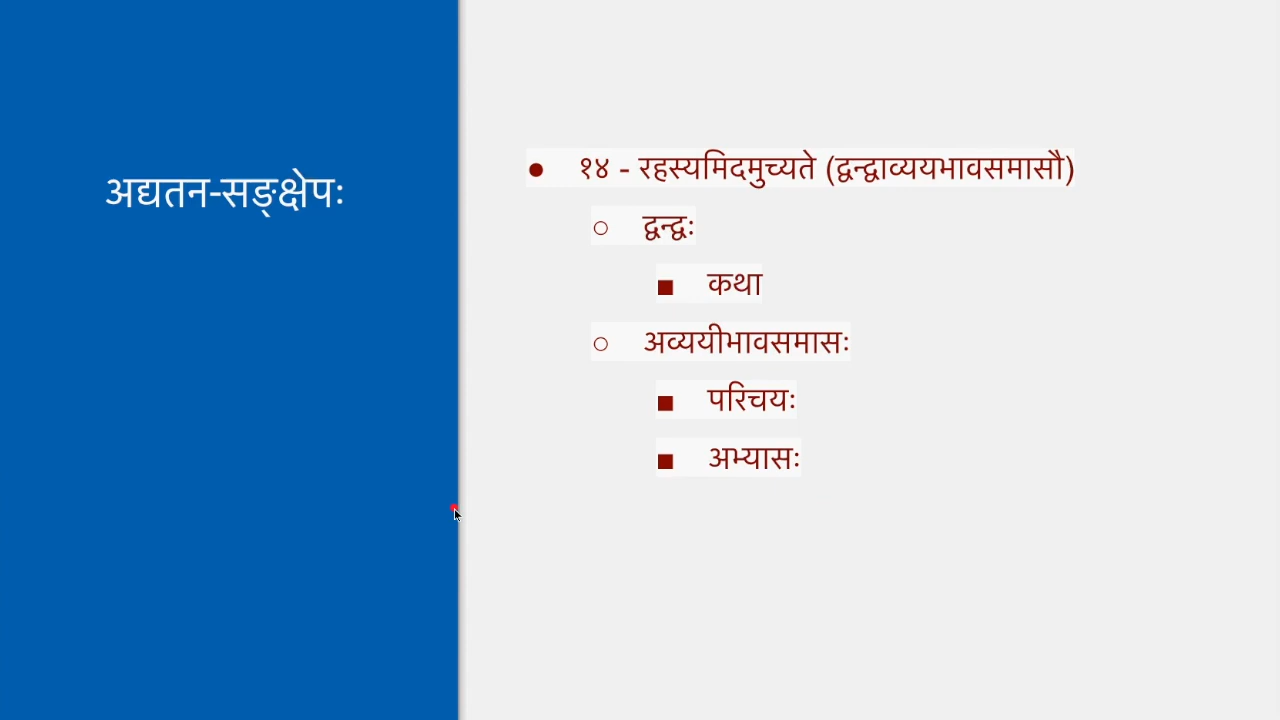 अद्यतन-सङ्क्षेपः
● १४ - रहस्यमिदमुच्यते (द्वन्द्वाव्ययभावसमासौ)
○ द्वन्द्वः
■ कथा
○ अव्ययीभावसमासः
■ परिचयः
■ अभ्यासः